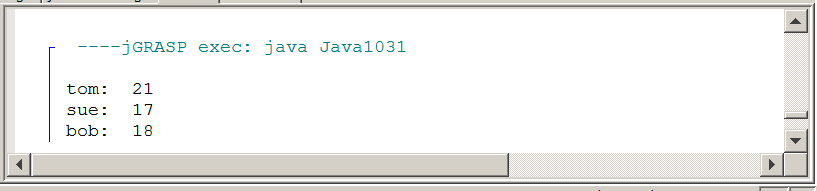 ----jGRASP exec: java Java1031
tom:  21
sue:  17
bob:  18